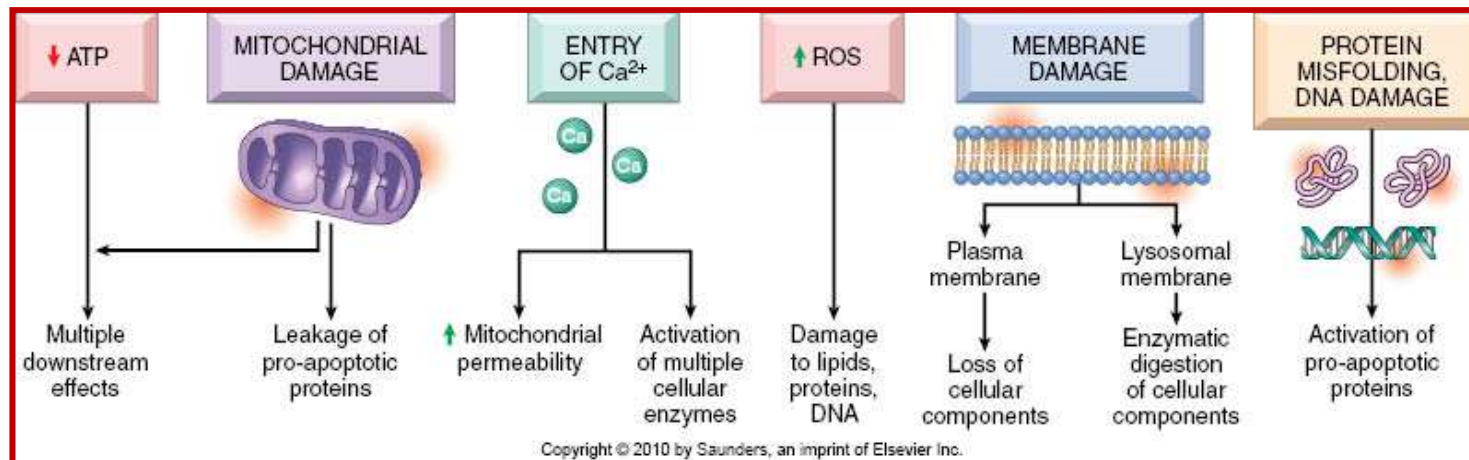 ↓ ATP
MITOCHONDRIAL
DAMAGE
ENTRY
OF Ca²⁺
↑ ROS
MEMBRANE
DAMAGE
PROTEIN
MISFOLDING,
DNA DAMAGE
Ca
Ca
Ca
Plasma
membrane
Lysosomal
membrane
Multiple
downstream
effects
Leakage of
pro-apoptotic
proteins
↑ Mitochondrial
permeability
Activation
of multiple
cellular
enzymes
Damage
to lipids,
proteins,
DNA
Loss of
cellular
components
Enzymatic
digestion
of cellular
components
Activation of
pro-apoptotic
proteins
Copyright © 2010 by Saunders, an imprint of Elsevier Inc.